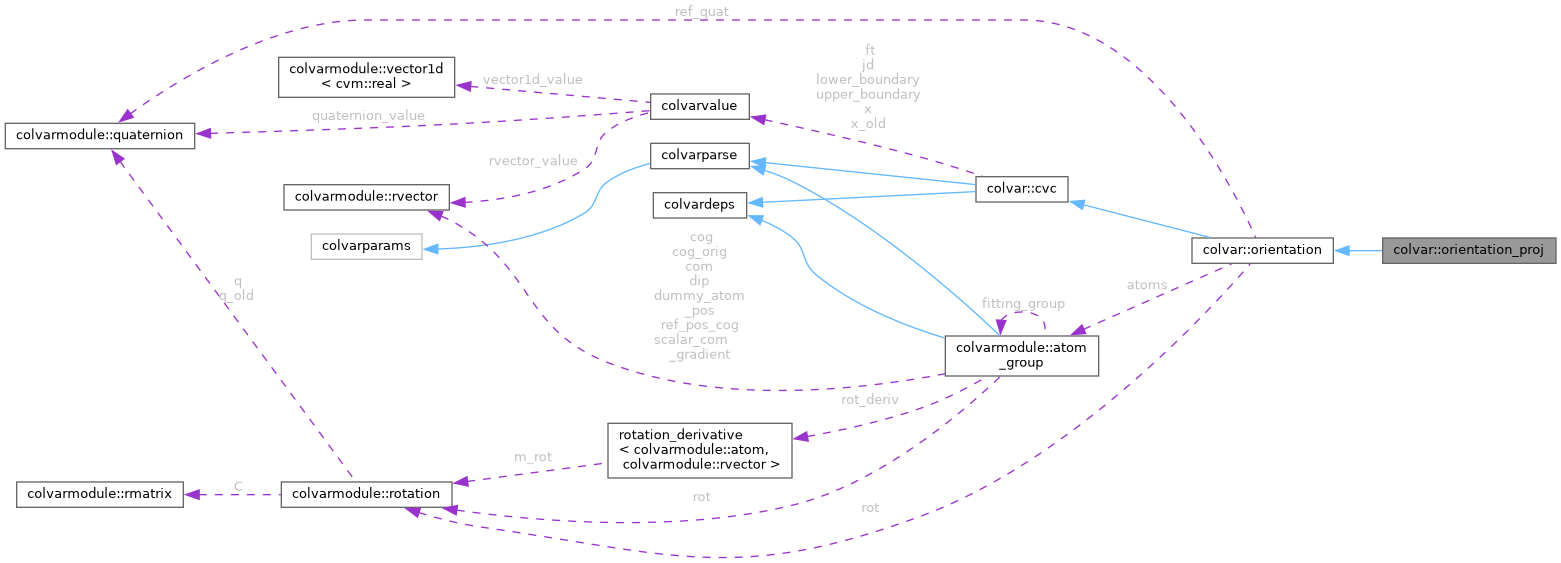 ref_quat
colvarmodule::vector1d
< cvm::real >
vector1d_value
quaternion_value
colvarmodule::quaternion
colvarvalue
ft
jd
lower_boundary
upper_boundary
x
x_old
rvector_value
colvarparse
colvarmodule::rvector
colvardeps
colvar::cvc
colvarparams
colvar::orientation
colvar::orientation_proj
cog
cog_orig
com
dip
dummy_atom
_pos
ref_pos_cog
scalar_com
_gradient
q
q_old
atoms
fitting_group
colvarmodule::atom
_group
rot_deriv
rotation_derivative
< colvarmodule::atom,
colvarmodule::rvector >
m_rot
colvarmodule::rmatrix
C
colvarmodule::rotation
rot
rot